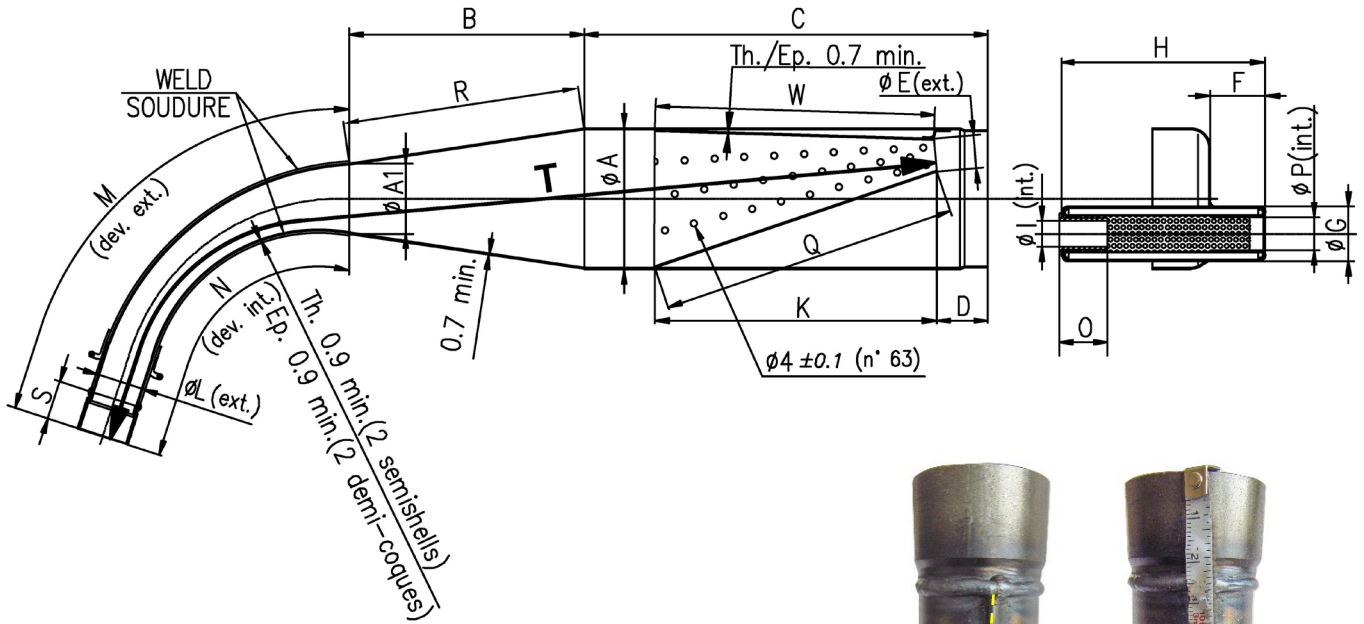 B
C
H
Th./Ep. 0.7 min.
WELD
SOUDURE
R
W
ØE(ext.)
F
M
(dev. ext.)
ØA1
T
ØA
ØP(int.)
ØI (int.)
ØG
N
(dev. int.)
0.7 min.
Q
K
D
O
S
ØL(ext.)
Th. 0.9 min.(2 semishells)
Ep. 0.9 min.(2 demi-coques)
Ø4 ±0.1 (n° 63)
1
2